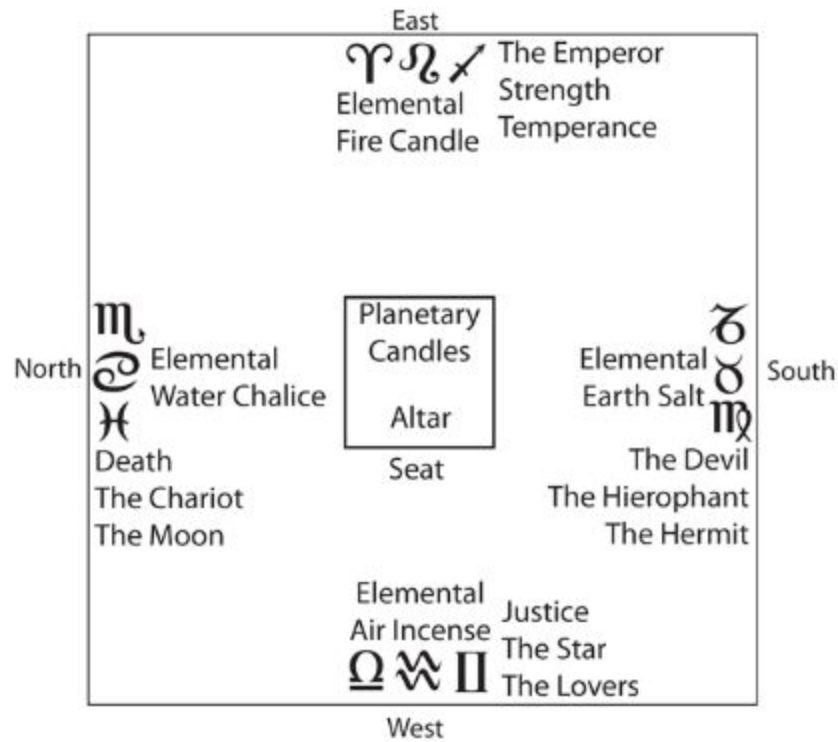 East
♈ ♌ ♐
Elemental
Fire Candle
The Emperor
Strength
Temperance
North
♏
♋
♓
Elemental
Water Chalice
Death
The Chariot
The Moon
Planetary
Candles
Altar
Seat
♑
♉
♍
Elemental
Earth Salt
South
The Devil
The Hierophant
The Hermit
Elemental
Air Incense
♎ ♒ ♊
Justice
The Star
The Lovers
West